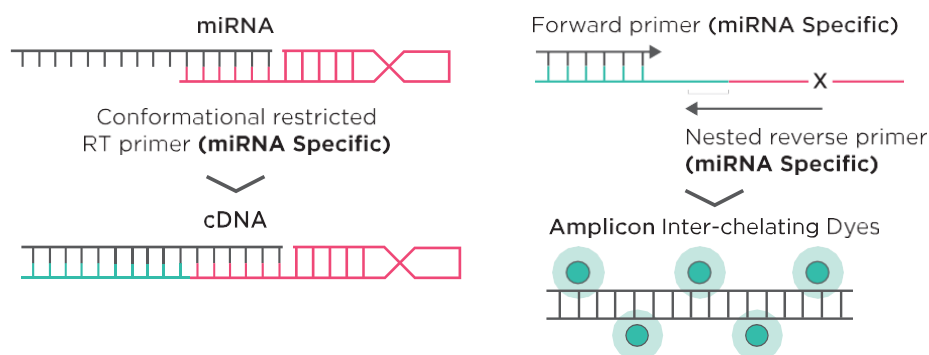 miRNA
Conformational restricted
RT primer (miRNA Specific)
cDNA
Forward primer (miRNA Specific)
X
Nested reverse primer
(miRNA Specific)
Amplicon Inter-chelating Dyes